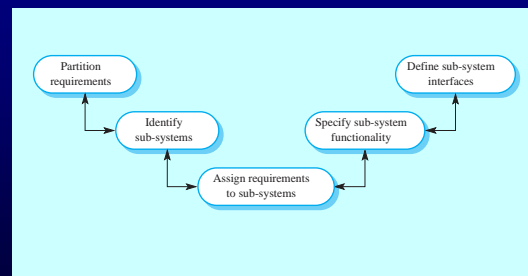 Partition
requirements
Define sub-system
interfaces
Identify
sub-systems
Specify sub-system
functionality
Assign requirements
to sub-systems